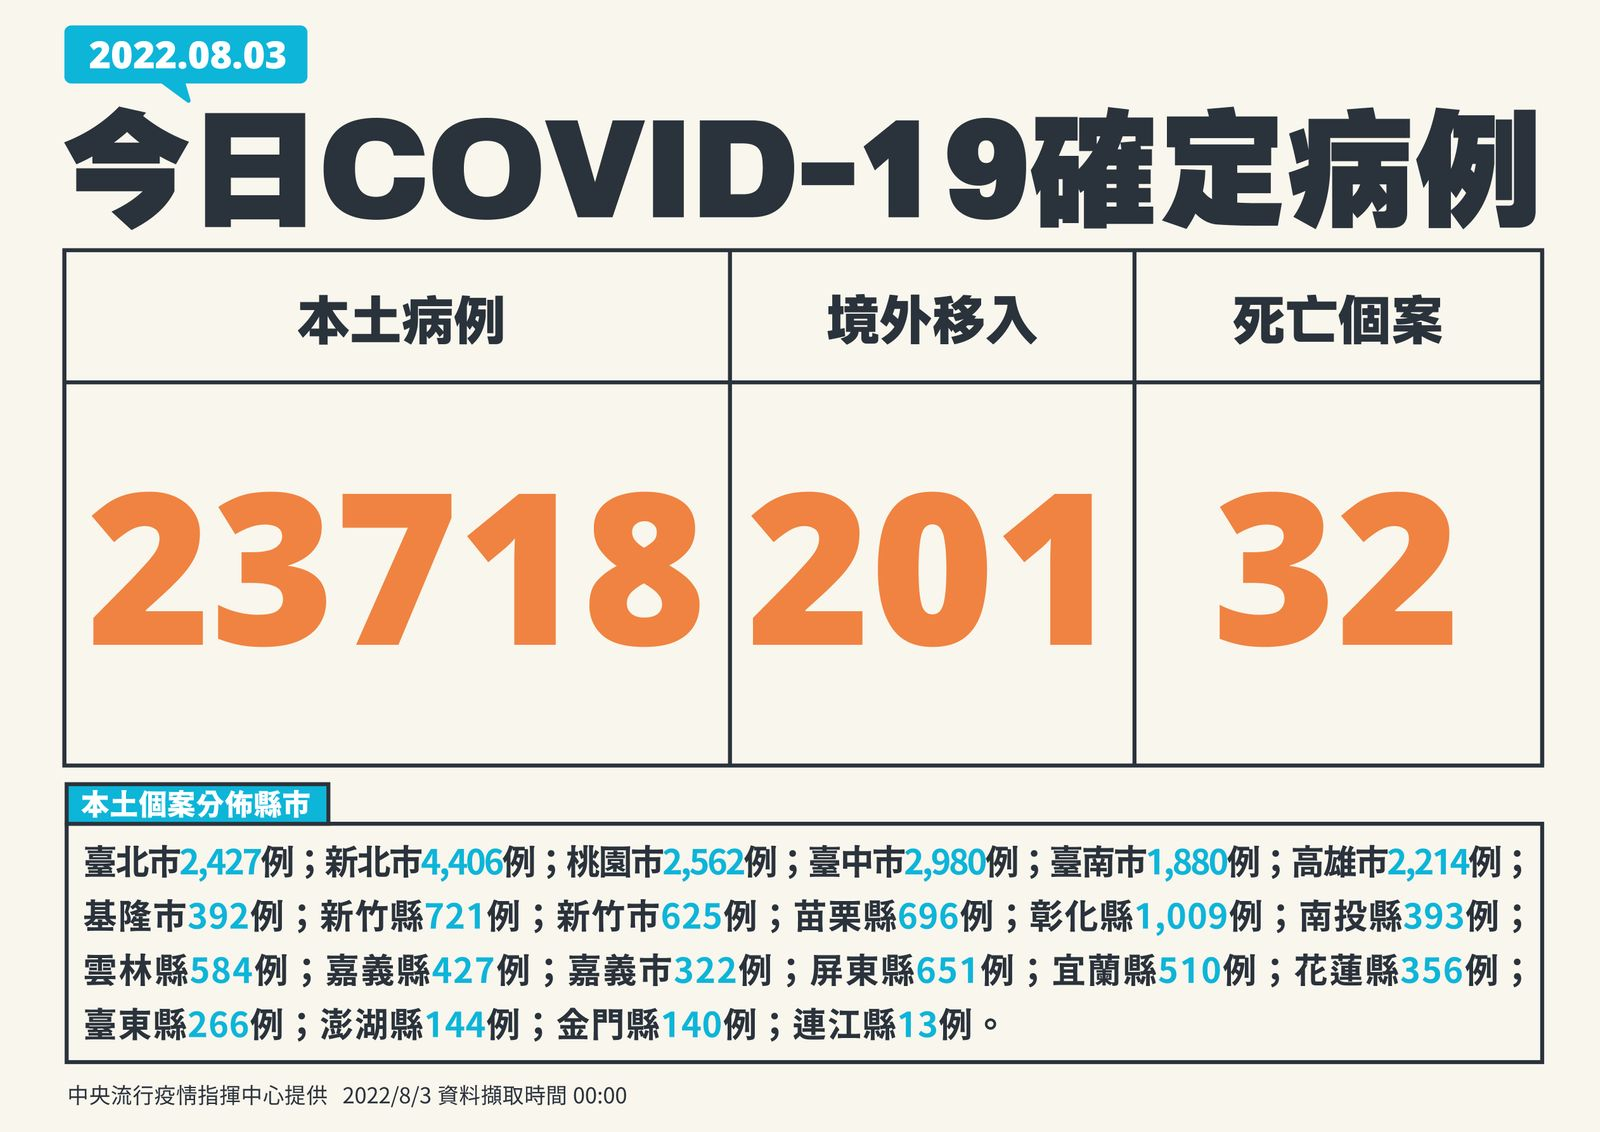 2022.08.03
今日COVID-19確定病例
本土病例 境外移入 死亡個案
23718 201 32
本土個案分佈縣市
臺北市2,427例；新北市4,406例；桃園市2,562例；臺中市2,980例；臺南市1,880例；高雄市2,214例；
基隆市392例；新竹縣721例；新竹市625例；苗栗縣696例；彰化縣1,009例；南投縣393例；
雲林縣584例；嘉義縣427例；嘉義市322例；屏東縣651例；宜蘭縣510例；花蓮縣356例；
臺東縣266例；澎湖縣144例；金門縣140例；連江縣13例。
中央流行疫情指揮中心提供 2022/8/3 資料擷取時間 00:00